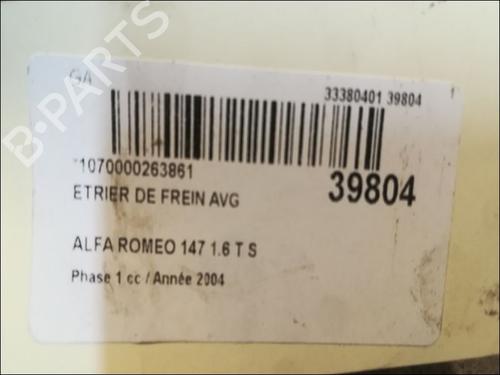 B-PARTS
GA
33380401 39804
*1070000263861
39804
ETRIER DE FREIN AVG
ALFA ROMEO 147 1.6 T S
Phase 1 cc / Année 2004